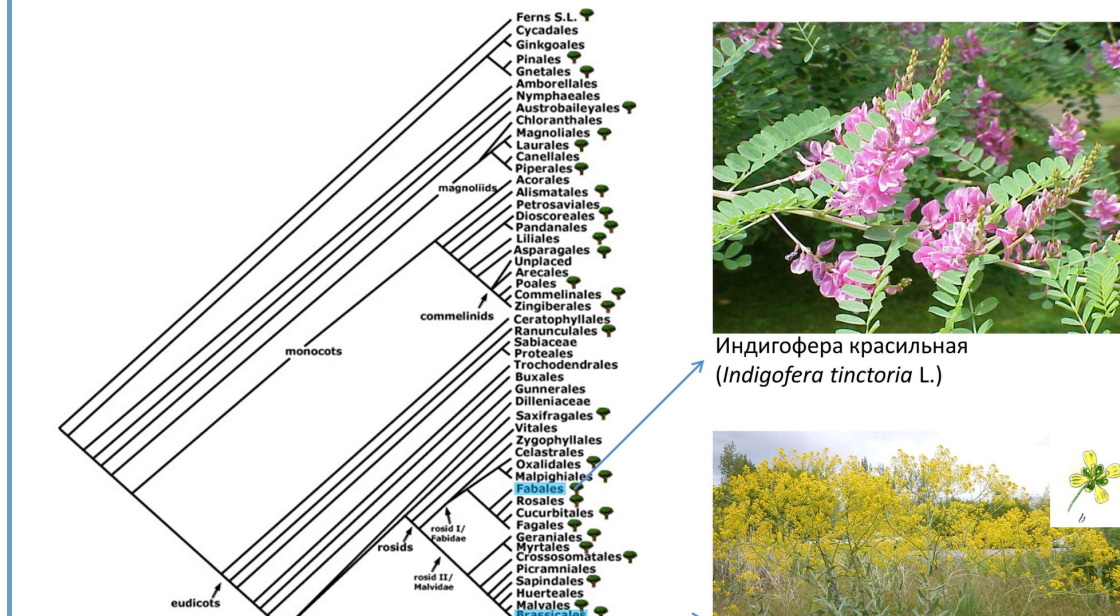 Ferns S.L.
Cycadales
Ginkgoales
Pinales
Gnetales
Amborellales
Nymphaeales
Austrobaileyales
Chloranthales
Magnoliales
Laurales
Canellales
Piperales
magnoliids
Acorales
Alismatales
Petrosaviales
Dioscoreales
Pandanales
Liliales
Asparagales
Unplaced
Arecales
Poales
Commelinales
Zingiberales
commelinids
Ceratophyllales
Ranunculales
Sabiaceae
monocots
Proteales
Trochodendrales
Buxales
Gunnerales
Dilleniaceae
Saxifragales
Vitales
Zygophyllales
Celastrales
Oxalidales
Malpighiales
Fabales
Rosales
Cucurbitales
Fagales
rosid I/
Fabidae
Geraniales
Myrtales
rosids
Crossosomatales
Picramniales
rosid II/
Malvidae
Sapindales
Huerteales
Malvales
eudicots
Brassicales
Индигофера красильная
(Indigofera tinctoria L.)
b